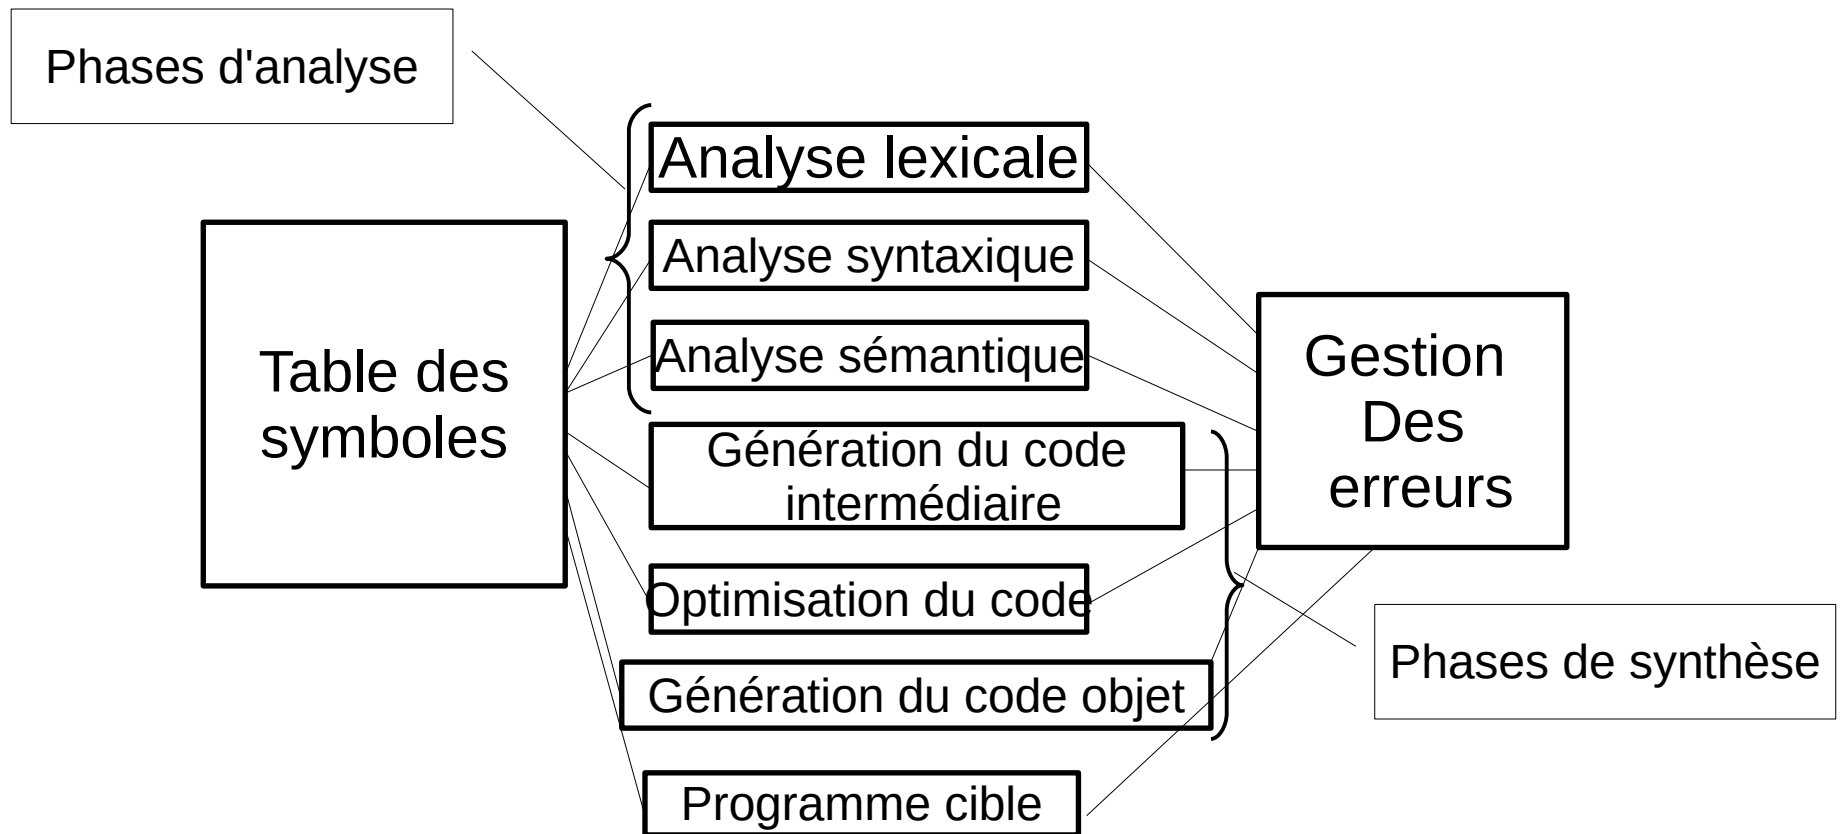 Phases d'analyse
Analyse lexicale
Analyse syntaxique
Analyse sémantique
Table des
symboles
Gestion
Des
erreurs
Génération du code
intermédiaire
Optimisation du code
Phases de synthèse
Génération du code objet
Programme cible